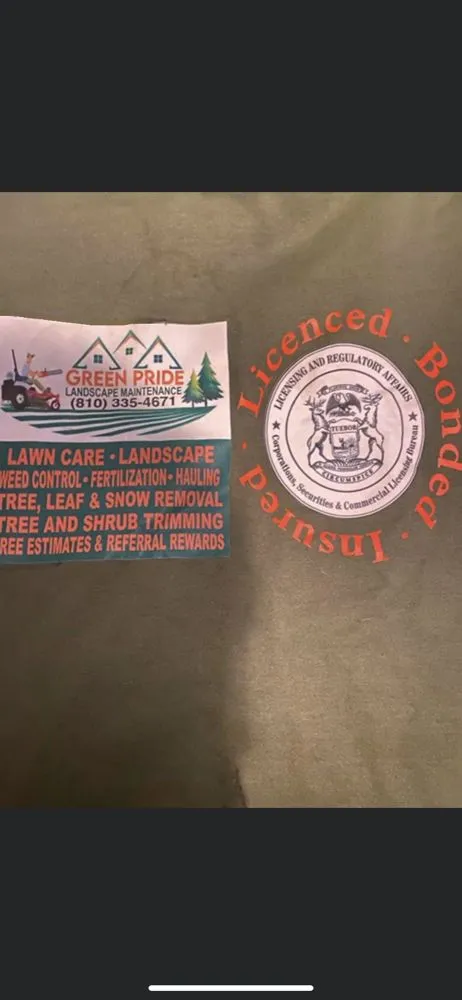 GREEN PRIDE
LANDSCAPE MAINTENANCE
(810) 335-4671
LAWN CARE • LANDSCAPE
WEED CONTROL • FERTILIZATION • HAULING
TREE, LEAF & SNOW REMOVAL
TREE AND SHRUB TRIMMING
REE ESTIMATES & REFERRAL REWARDS
Licenced • Bonded • Insured •
LICENSING AND REGULATORY AFFAIRS
★ Corporations, Securities & Commercial Licensing Bureau ★
TUEBOR
CIRCUMSPICE